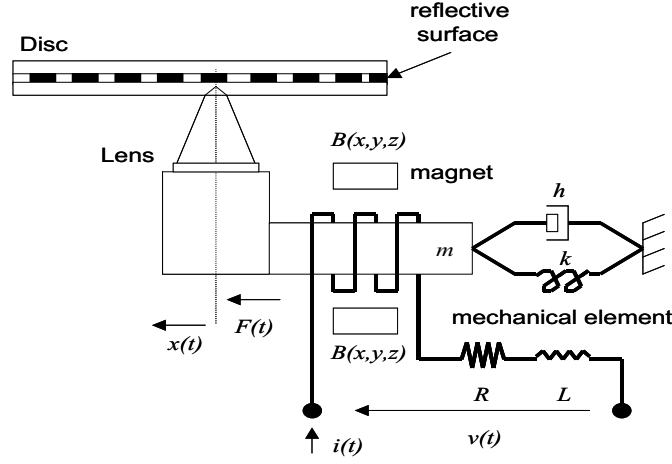 reflective
surface
Disc
B(x,y,z)
Lens
magnet
h
m
k
F(t)
x(t)
mechanical element
B(x,y,z)
R
L
i(t)
v(t)